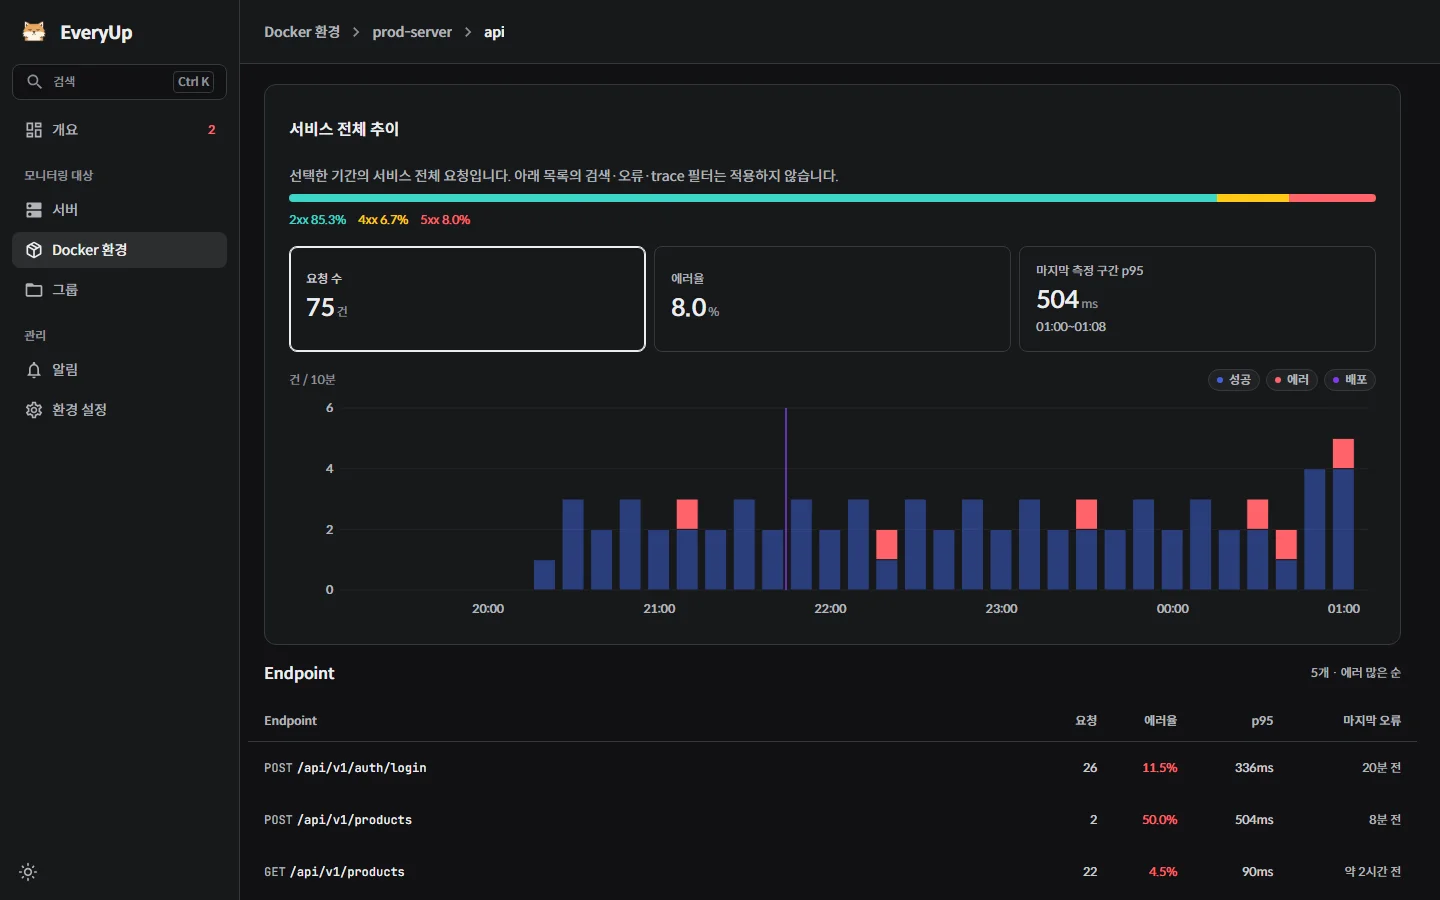 EveryUp
Docker 환경 > prod-server > api
검색 Ctrl K
개요 2
모니터링 대상
서버
Docker 환경
그룹
관리
알림
환경 설정
서비스 전체 추이
선택한 기간의 서비스 전체 요청입니다. 아래 목록의 검색·오류·trace 필터는 적용하지 않습니다.
2xx 85.3% 4xx 6.7% 5xx 8.0%
요청 수
75건
에러율
8.0%
마지막 측정 구간 p95
504ms
01:00~01:08
건 / 10분
성공 에러 배포
6
4
2
0
20:00 21:00 22:00 23:00 00:00 01:00
Endpoint
5개 · 에러 많은 순
Endpoint 요청 에러율 p95 마지막 오류
POST /api/v1/auth/login 26 11.5% 336ms 20분 전
POST /api/v1/products 2 50.0% 504ms 8분 전
GET /api/v1/products 22 4.5% 90ms 약 2시간 전